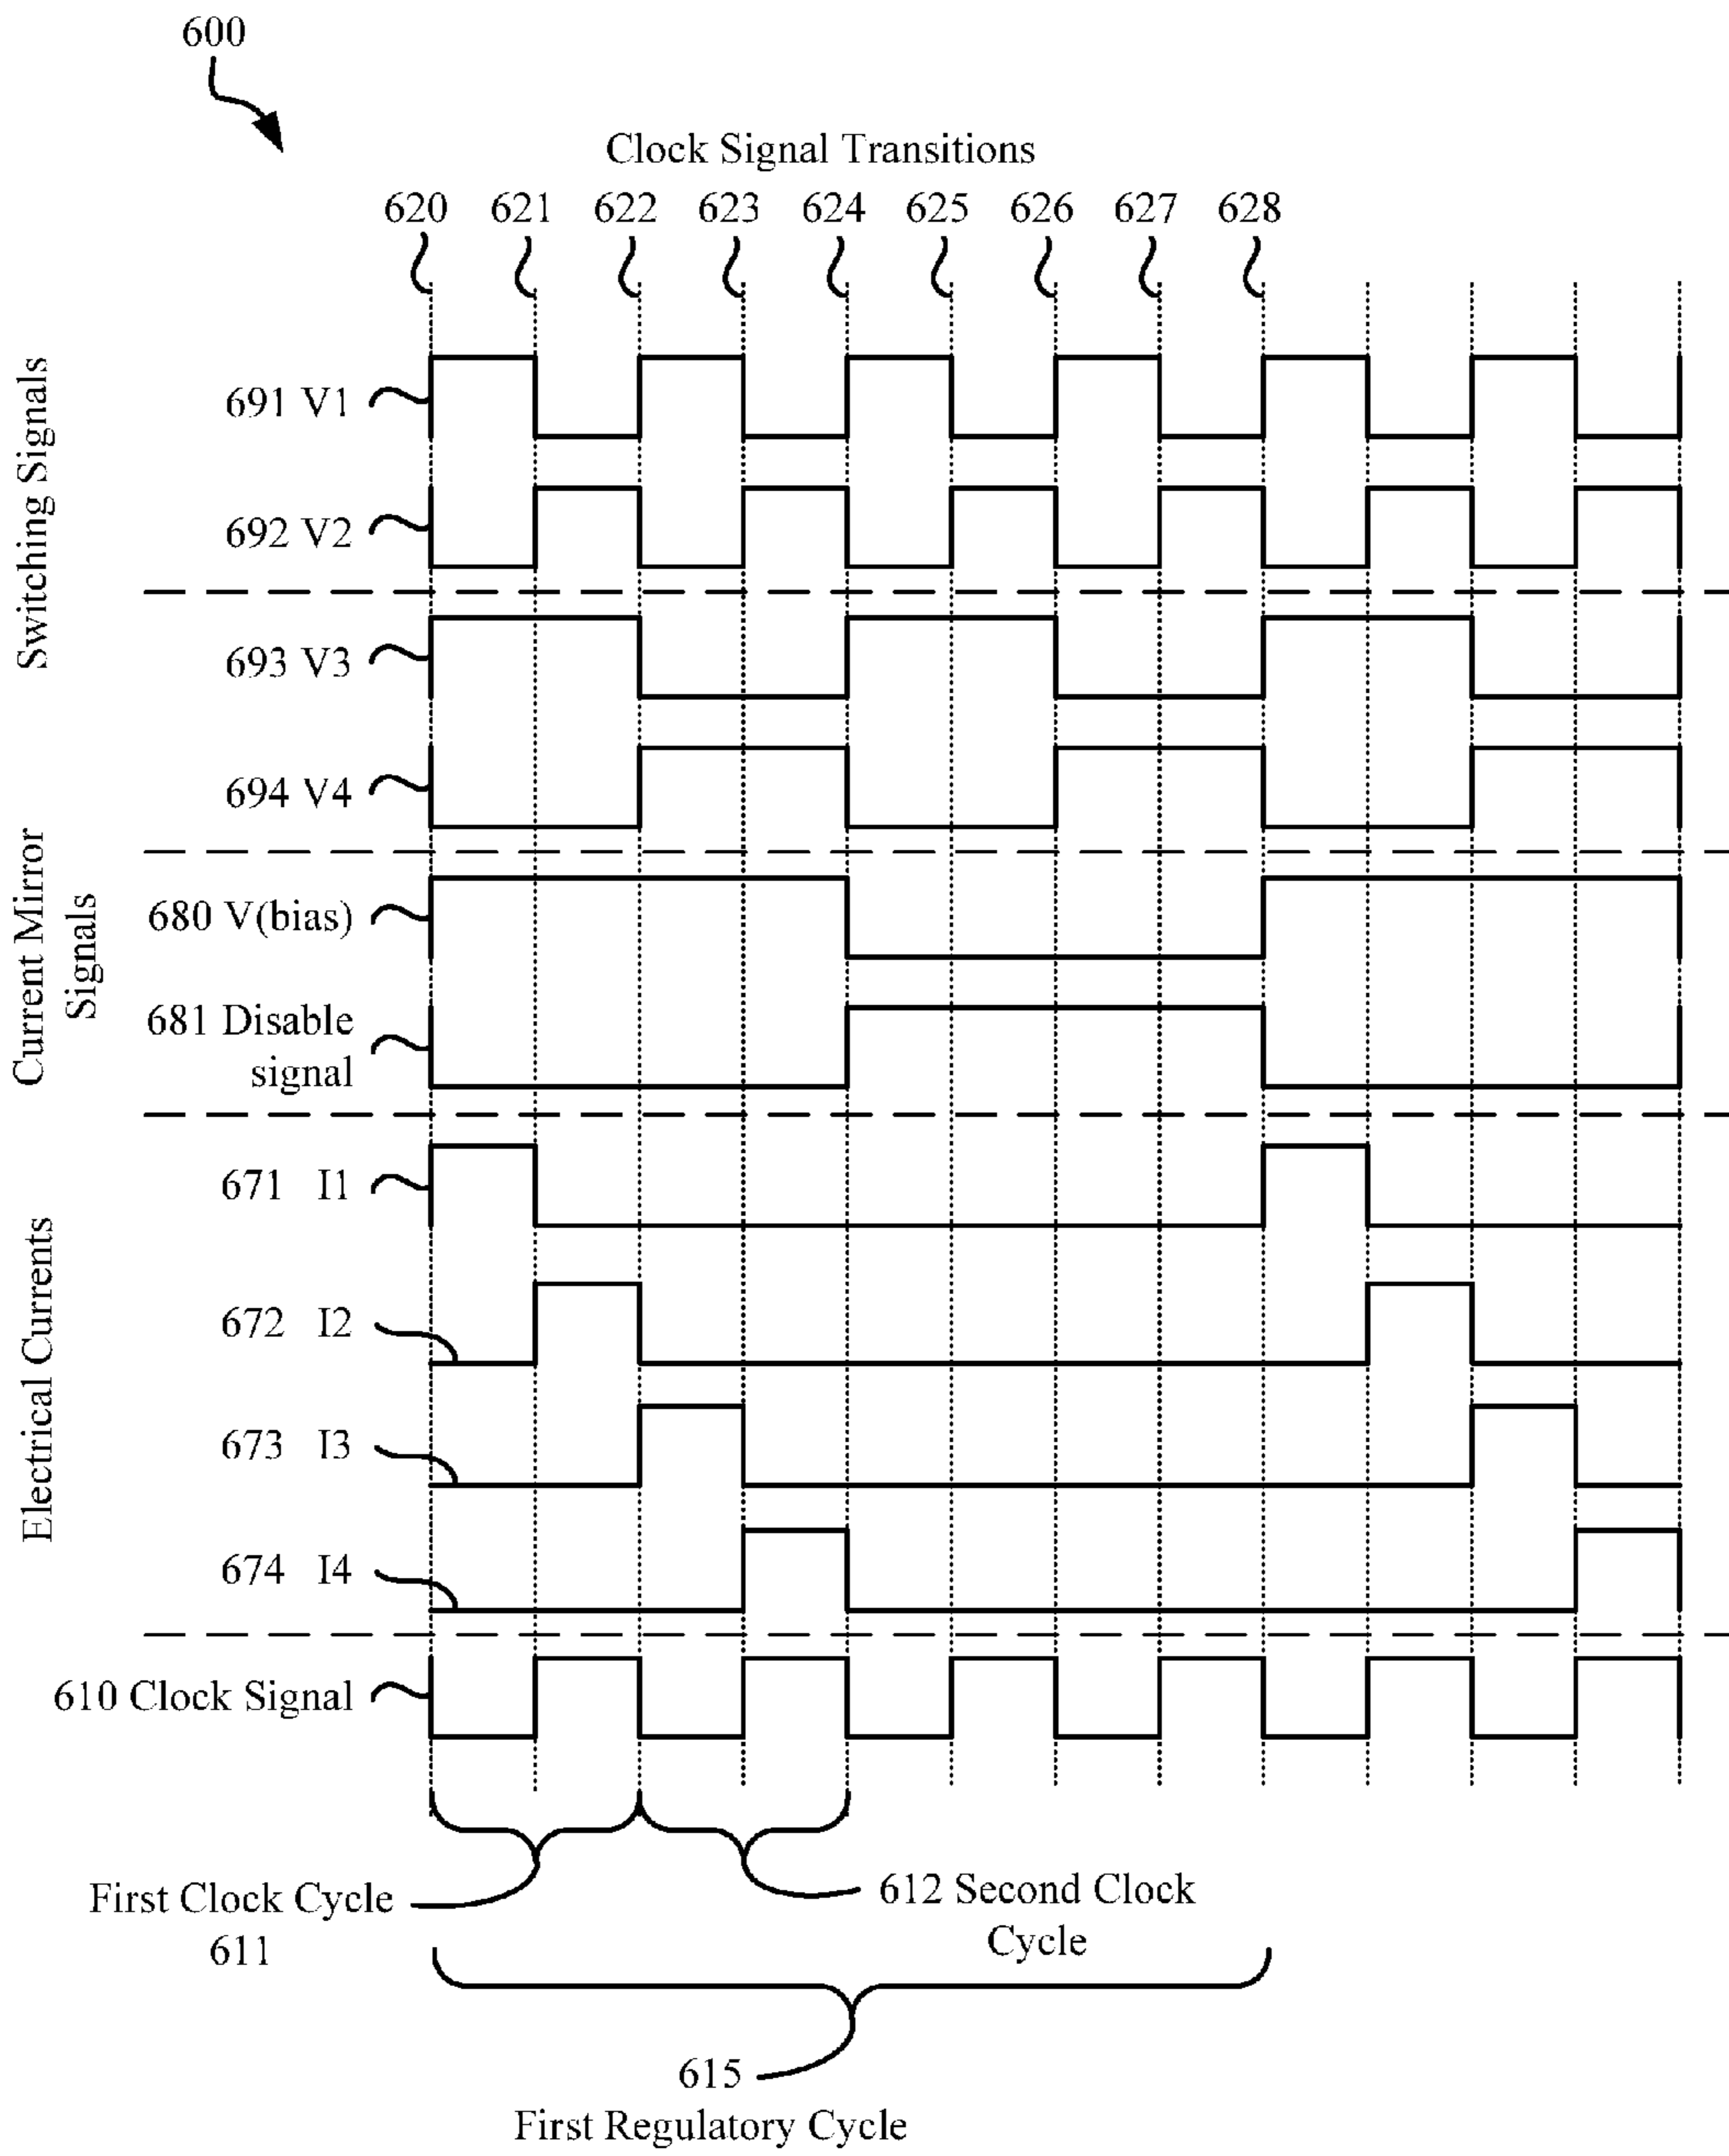 600
Clock Signal Transitions
620 621 622 623 624 625 626 627 628
Switching Signals
691 V1
692 V2
693 V3
694 V4
Current Mirror
Signals
680 V(bias)
681 Disable
signal
Electrical Currents
671 I1
672 I2
673 I3
674 I4
610 Clock Signal
First Clock Cycle
611
612 Second Clock
Cycle
615
First Regulatory Cycle